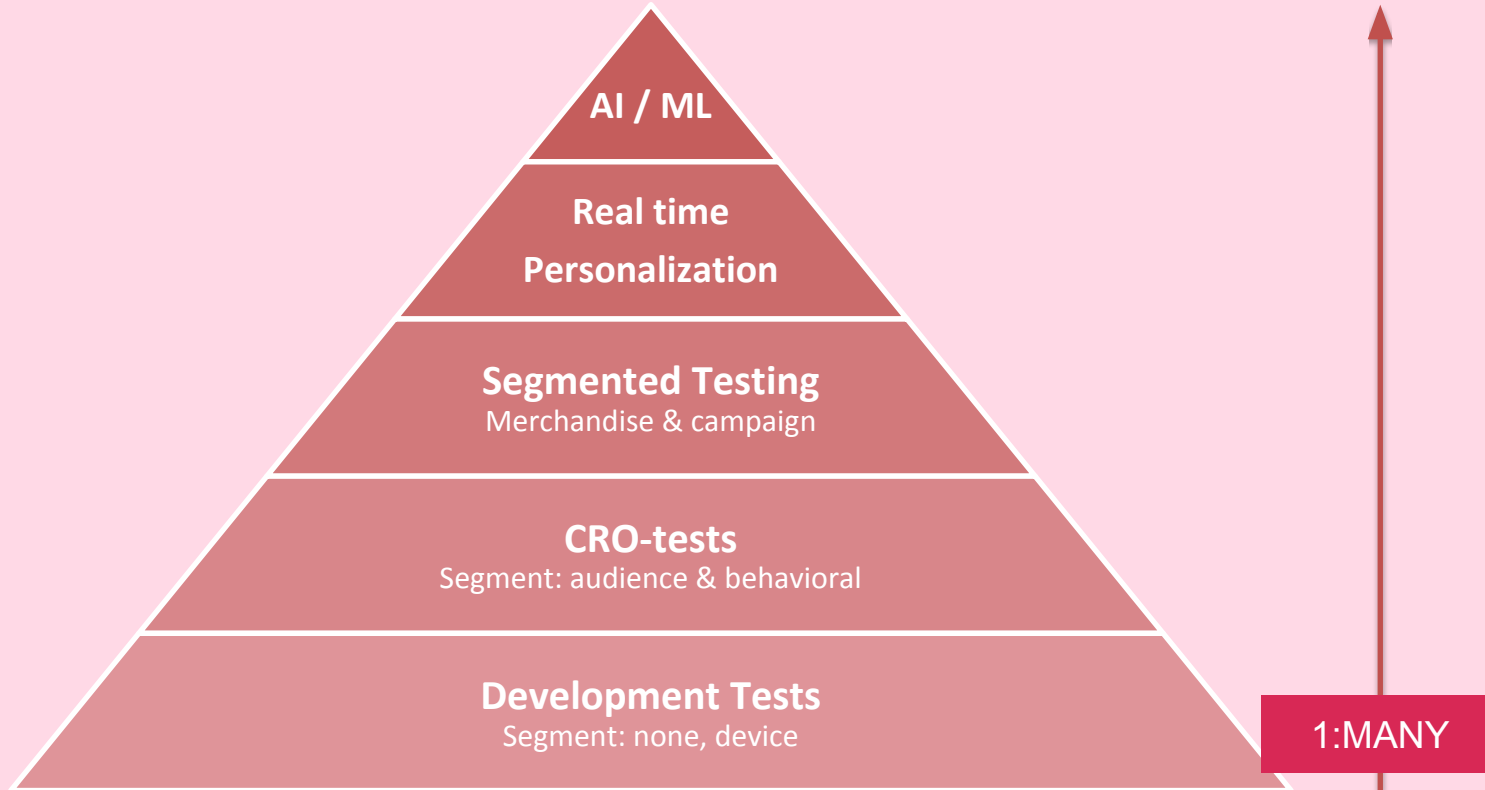 AI / ML
Real time
Personalization
Segmented Testing
Merchandise & campaign
CRO-tests
Segment: audience & behavioral
Development Tests
Segment: none, device
1:MANY